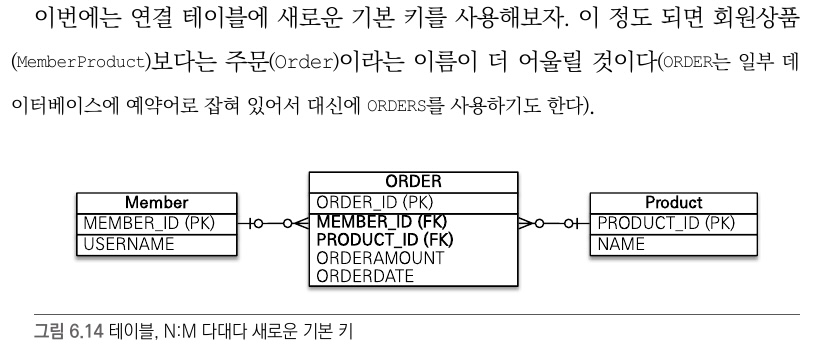 이번에는 연결 테이블에 새로운 기본 키를 사용해보자. 이 정도 되면 회원상품
(MemberProduct)보다는 주문(Order)이라는 이름이 더 어울릴 것이다(ORDER는 일부 데
이터베이스에 예약어로 잡혀 있어서 대신에 ORDERS를 사용하기도 한다).
Member
MEMBER_ID (PK)
USERNAME
ORDER
ORDER_ID (PK)
MEMBER_ID (FK)
PRODUCT_ID (FK)
ORDERAMOUNT
ORDERDATE
Product
PRODUCT_ID (PK)
NAME
그림 6.14 테이블, N:M 다대다 새로운 기본 키